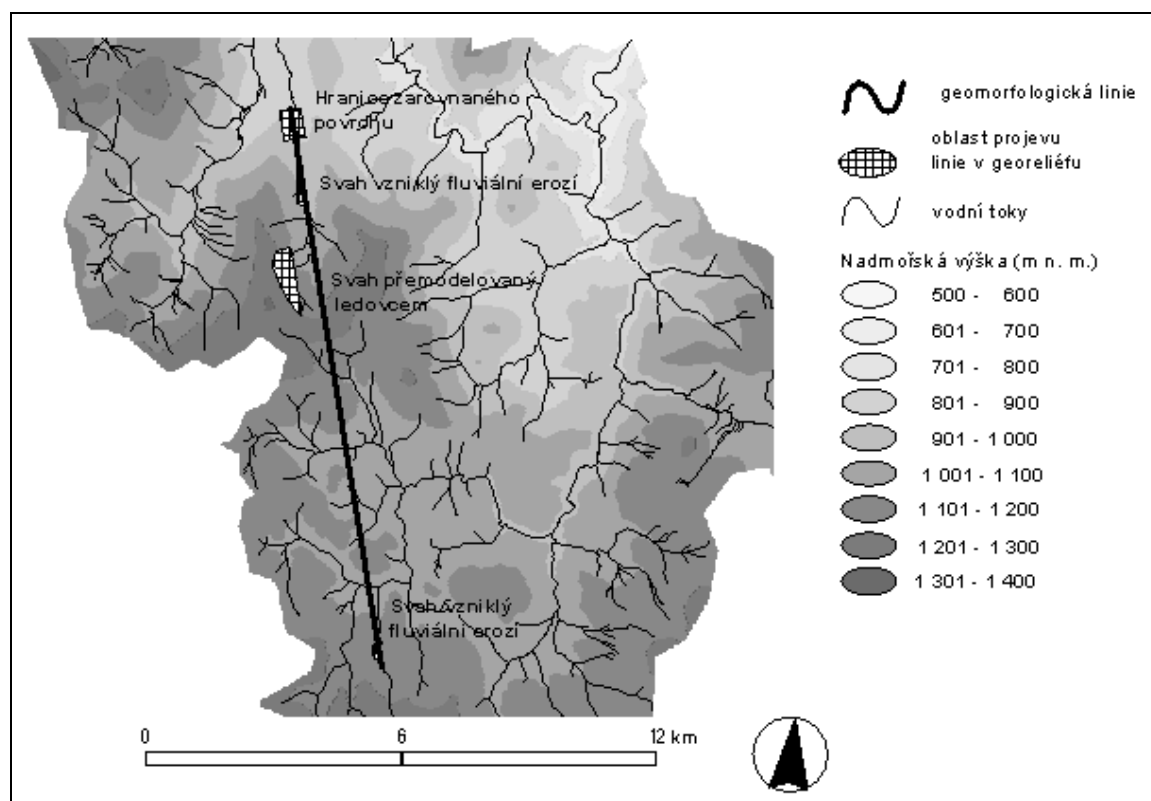 Hranice zarovnaného
povrchu
Svah vzniklý fluviální erozí
Svah přemodelovaný
ledovcem
Svah vzniklý
fluviální erozí
0 6 12 km
geomorfologická linie
oblast projevu
linie v georeliéfu
vodní toky
Nadmořská výška (m n. m.)
500 - 600
601 - 700
701 - 800
801 - 900
901 - 1 000
1 001 - 1 100
1 101 - 1 200
1 201 - 1 300
1 301 - 1 400